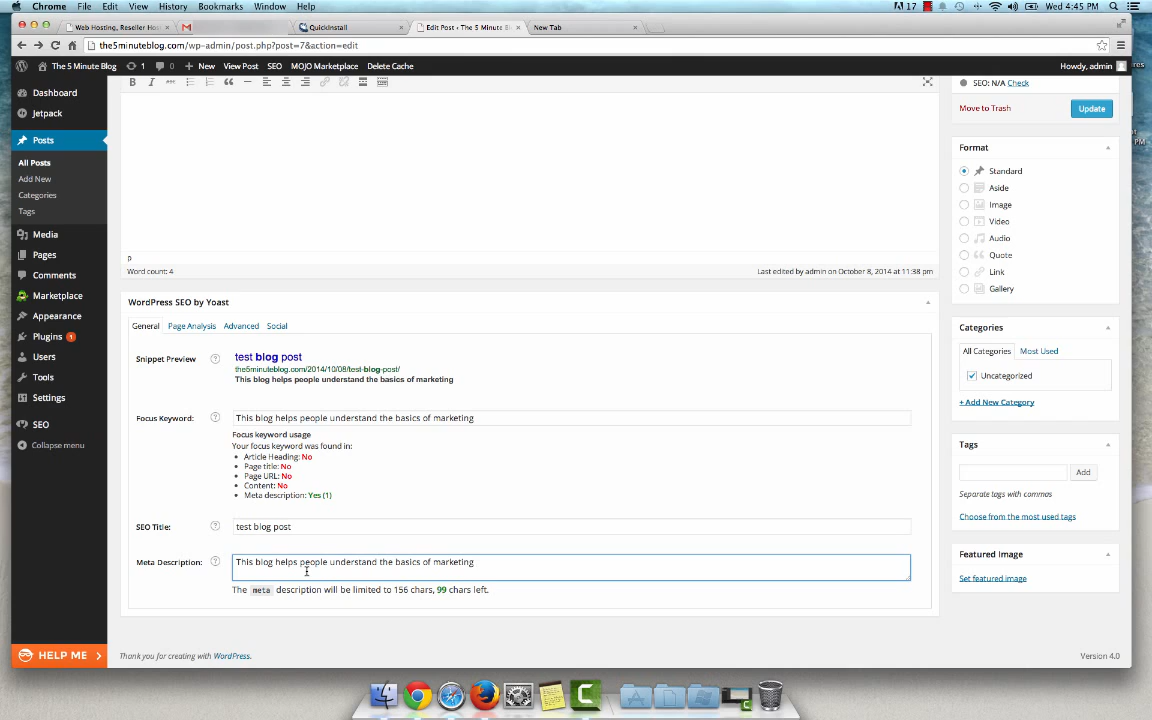 Chrome File Edit View History Bookmarks Window Help 17 Wed 4:45 PM
Web Hosting, Reseller Hos QuickInstall Edit Post ‹ The 5 Minute B New Tab
the5minuteblog.com/wp-admin/post.php?post=7&action=edit
The 5 Minute Blog 1 0 New View Post SEO MOJO Marketplace Delete Cache Howdy, admin
Dashboard
Jetpack
Posts
All Posts
Add New
Categories
Tags
Media
Pages
Comments
Marketplace
Appearance
Plugins 1
Users
Tools
Settings
SEO
Collapse menu
HELP ME
B I ABC
p
Word count: 4 Last edited by admin on October 8, 2014 at 11:38 pm
WordPress SEO by Yoast
General Page Analysis Advanced Social
Snippet Preview
test blog post
the5minuteblog.com/2014/10/08/test-blog-post/
This blog helps people understand the basics of marketing
Focus Keyword: This blog helps people understand the basics of marketing
Focus keyword usage
Your focus keyword was found in:
Article Heading: No
Page title: No
Page URL: No
Content: No
Meta description: Yes (1)
SEO Title: test blog post
Meta Description: This blog helps people understand the basics of marketing
The meta description will be limited to 156 chars, 99 chars left.
Thank you for creating with WordPress. Version 4.0
SEO: N/A Check
Move to Trash Update
Format
Standard
Aside
Image
Video
Audio
Quote
Link
Gallery
Categories
All Categories Most Used
Uncategorized
+ Add New Category
Tags
Add
Separate tags with commas
Choose from the most used tags
Featured Image
Set featured image